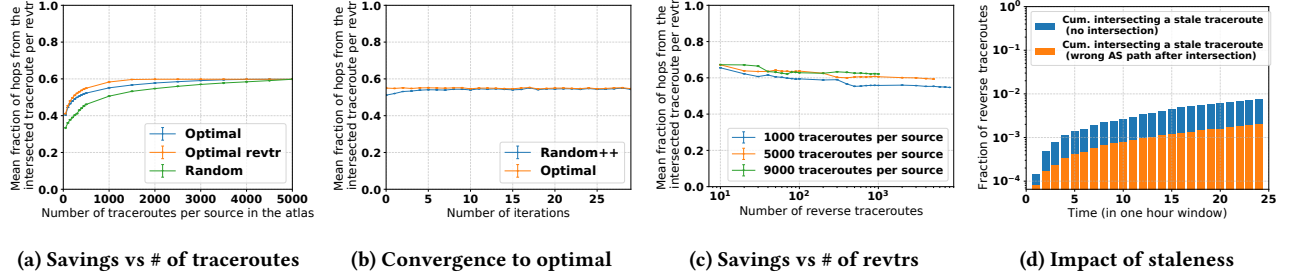 Mean fraction of hops from the
intersected traceroute per revtr
1.0
0.8
0.6
0.4
0.2
0.0
Optimal
Optimal revtr
Random
0 1000 2000 3000 4000 5000
Number of traceroutes per source in the atlas
(a) Savings vs # of traceroutes
Mean fraction of hops from the
intersected traceroute per revtr
1.0
0.8
0.6
0.4
0.2
0.0
Random++
Optimal
0 5 10 15 20 25
Number of iterations
(b) Convergence to optimal
Mean fraction of hops from the
intersected traceroute per revtr
1.0
0.8
0.6
0.4
0.2
0.0
1000 traceroutes per source
5000 traceroutes per source
9000 traceroutes per source
10^1 10^2 10^3
Number of reverse traceroutes
(c) Savings vs # of revtrs
Fraction of reverse traceroutes
10^0
10^−1
10^−2
10^−3
10^−4
Cum. intersecting a stale traceroute
(no intersection)
Cum. intersecting a stale traceroute
(wrong AS path after intersection)
0 5 10 15 20 25
Time (in one hour window)
(d) Impact of staleness